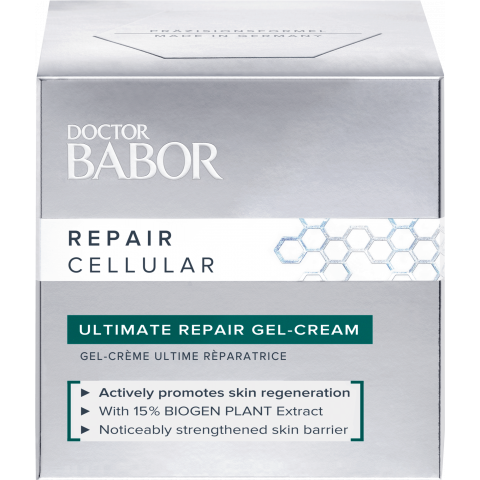 PRÄZISIONSFORMEL
MADE IN GERMANY
DOCTOR
BABOR
REPAIR
CELLULAR
ULTIMATE REPAIR GEL-CREAM
GEL-CRÈME ULTIME RÈPARATRICE
▶ Actively promotes skin regeneration
▶ With 15% BIOGEN PLANT Extract
▶ Noticeably strengthened skin barrier